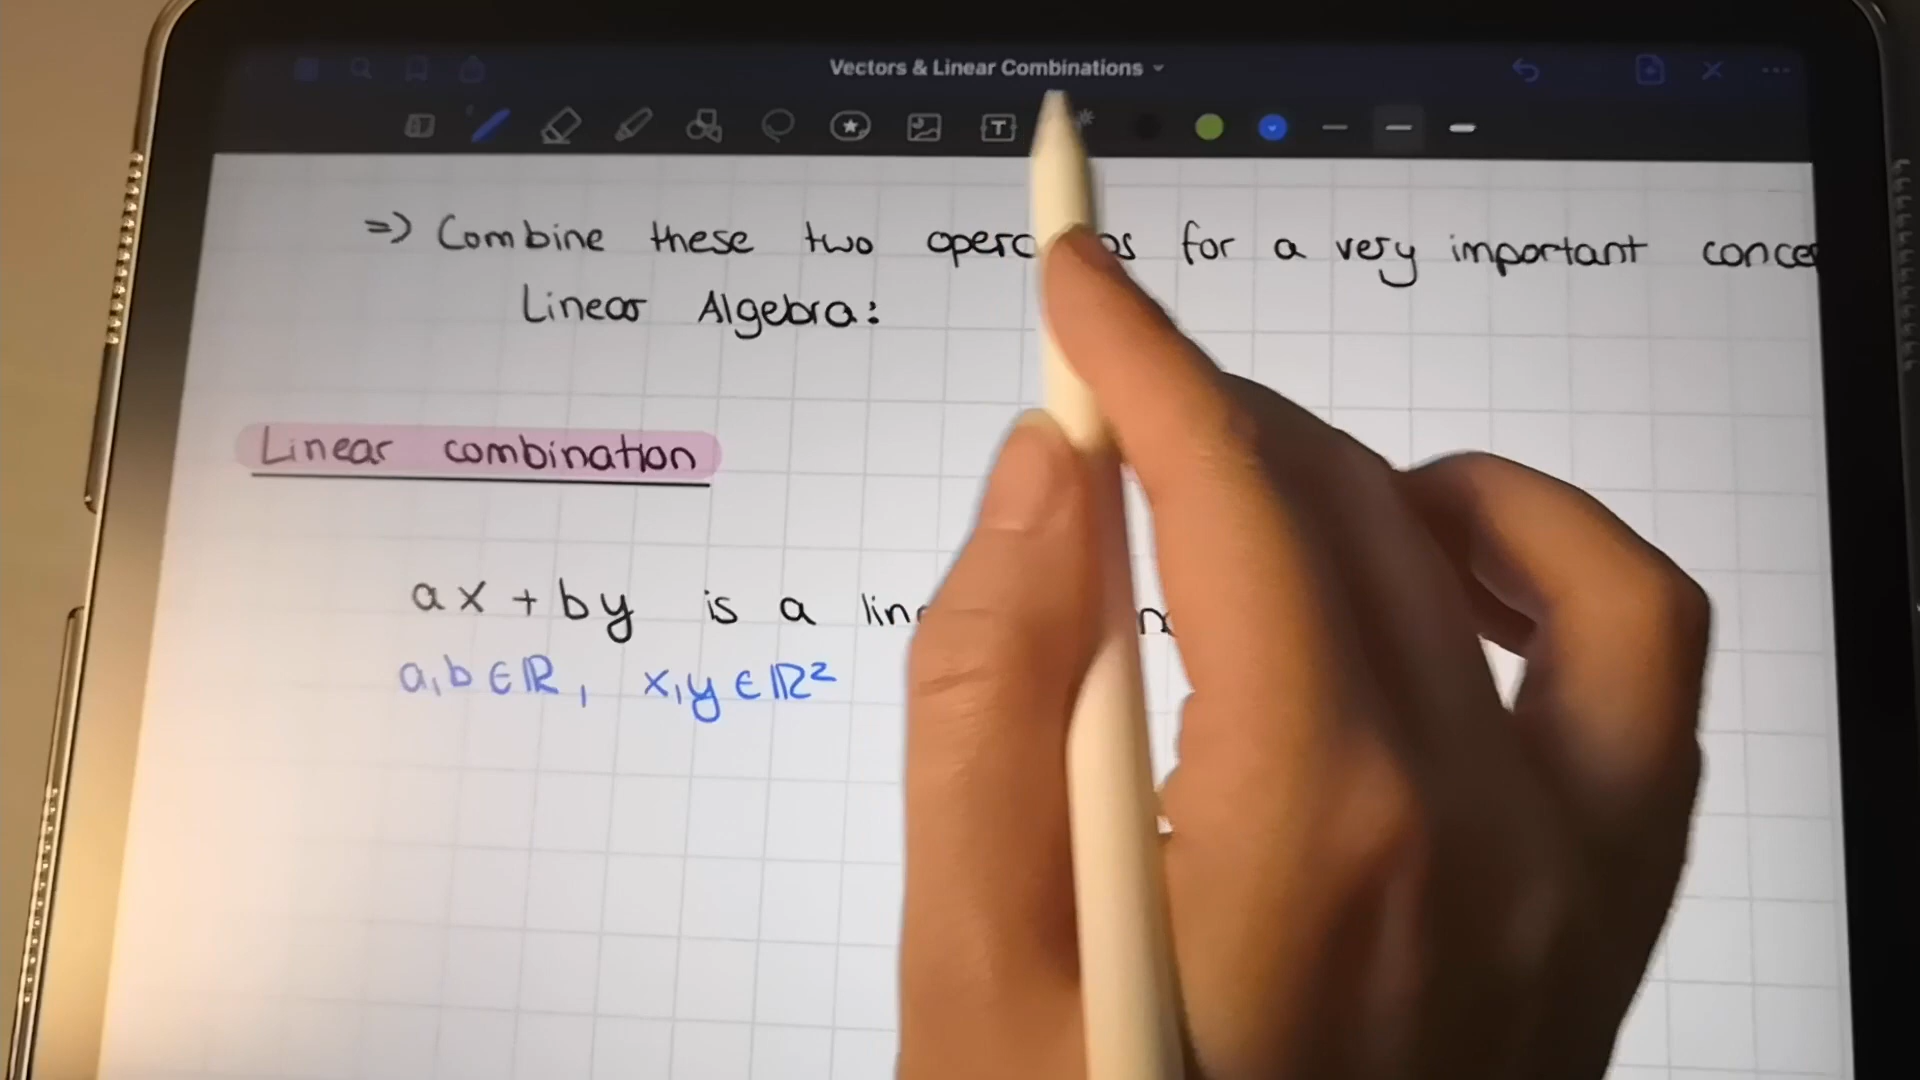 Vectors & Linear Combinations
=> Combine these two for a very important
Linear Algebra:
Linear combination
ax + by is a
a,b ∈ ℝ, x,y ∈ ℝ²